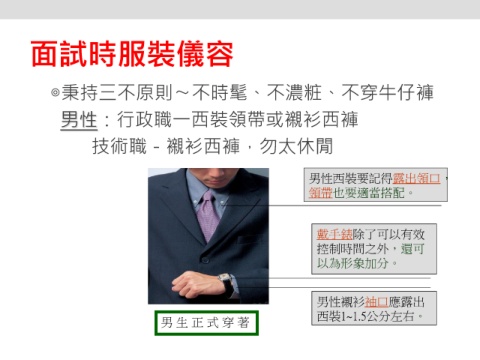 面試時服裝儀容
◎秉持三不原則～不時髦、不濃粧、不穿牛仔褲
男性：行政職一西裝領帶或襯衫西褲
技術職 - 襯衫西褲，勿太休閒
男性西裝要記得露出領口，
領帶也要適當搭配。
戴手錶除了可以有效
控制時間之外，還可
以為形象加分。
男性襯衫袖口應露出
西裝1~1.5公分左右。
男生正式穿著